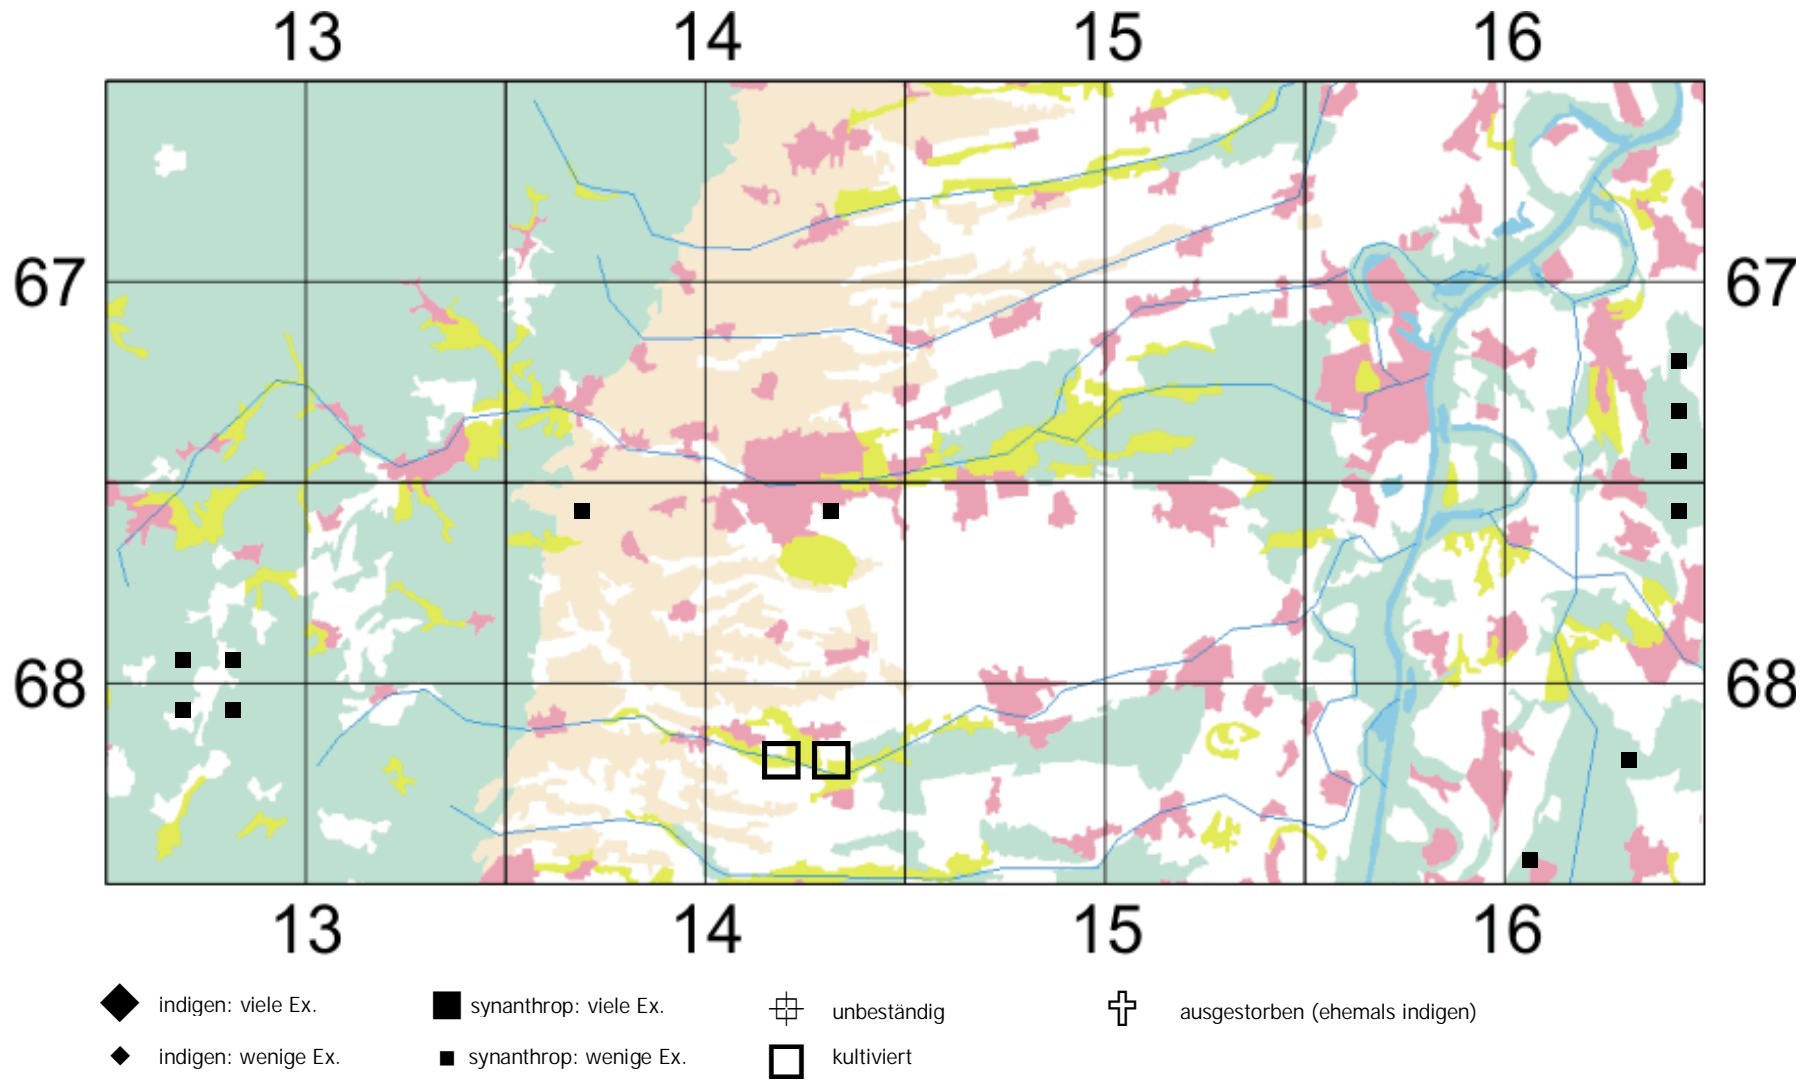 13 14 15 16
67 67
68 68
13 14 15 16
indigen: viele Ex. synanthrop: viele Ex. unbeständig ausgestorben (ehemals indigen)
indigen: wenige Ex. synanthrop: wenige Ex. kultiviert